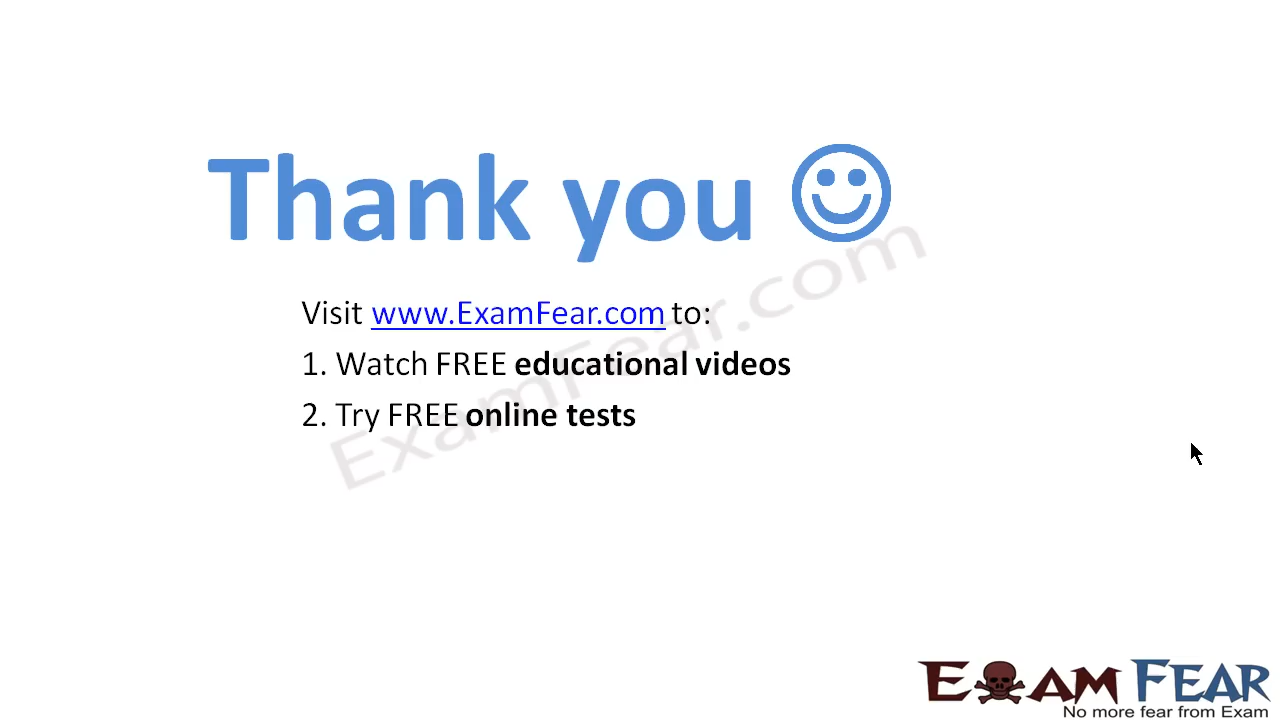 Thank you
Visit www.ExamFear.com to:
1. Watch FREE educational videos
2. Try FREE online tests
ExamFear.com
EXAM FEAR
No more fear from Exam